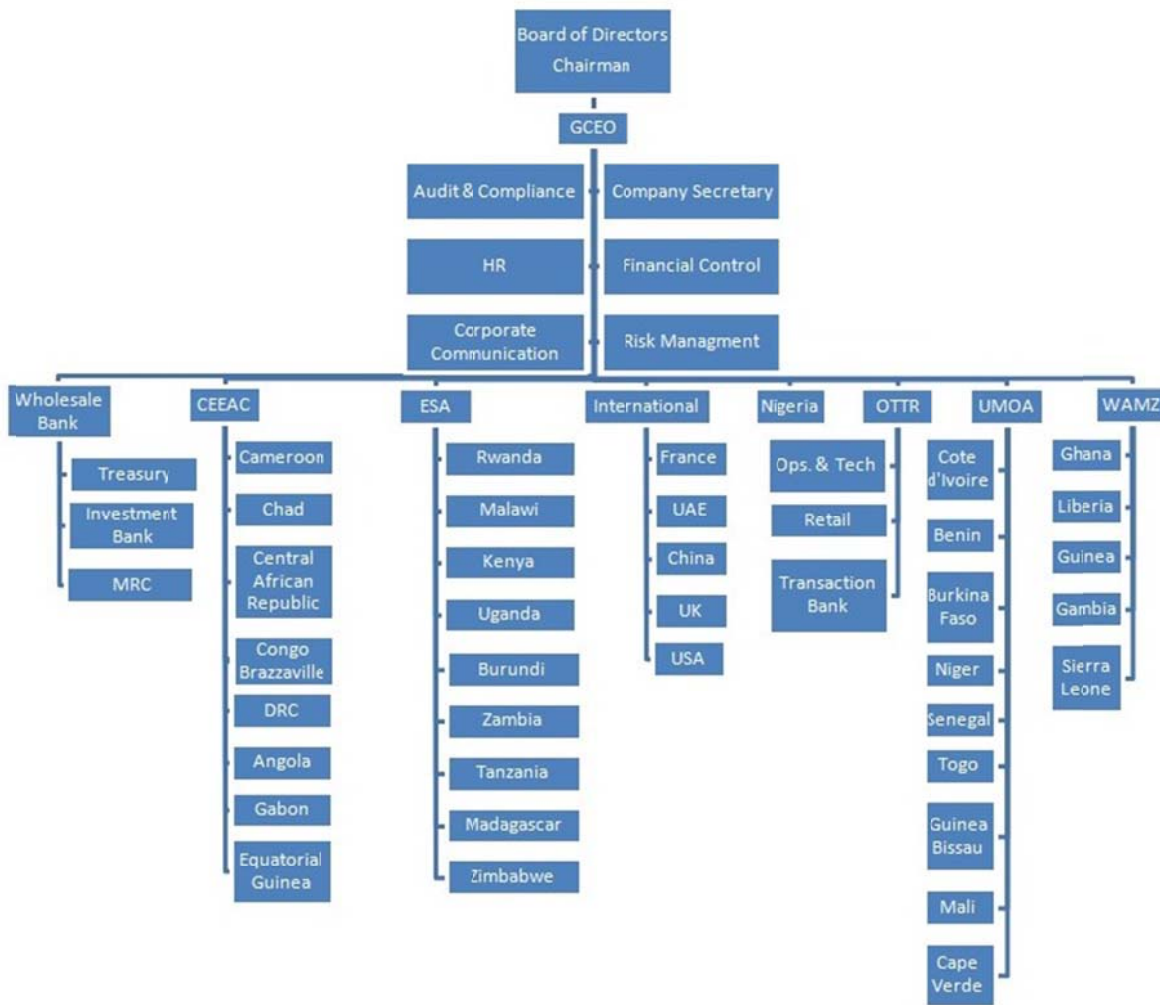 Board of Directors
Chairman
GCEO
Audit & Compliance
Company Secretary
HR
Financial Control
Corporate
Communication
Risk Managment
Wholesale
Bank
Treasury
Investment
Bank
MRC
CEEAC
Cameroon
Chad
Central
African
Republic
Congo
Brazzaville
DRC
Angola
Gabon
Equatorial
Guinea
ESA
Rwanda
Malawi
Kenya
Uganda
Burundi
Zambia
Tanzania
Madagascar
Zimbabwe
International
France
UAE
China
UK
USA
Nigeria
OTTR
Ops. & Tech
Retail
Transaction
Bank
UMOA
Cote
d'Ivoire
Benin
Burkina
Faso
Niger
Senegal
Togo
Guinea
Bissau
Mali
Cape
Verde
WAMZ
Ghana
Liberia
Guinea
Gambia
Sierra
Leone